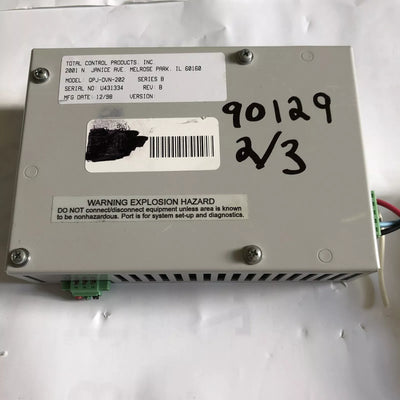 TOTAL CONTROL PRODUCTS, INC.
2001 N. JANICE AVE. MELROSE PARK, IL 60160
MODEL: QPJ-DVN-202 SERIES B
SERIAL NO: U431334 REV: B
MFG DATE: 12/98 VERSION:
90129
2/3
WARNING EXPLOSION HAZARD
DO NOT connect/disconnect equipment unless area is known
to be nonhazardous. Port is for system set-up and diagnostics.